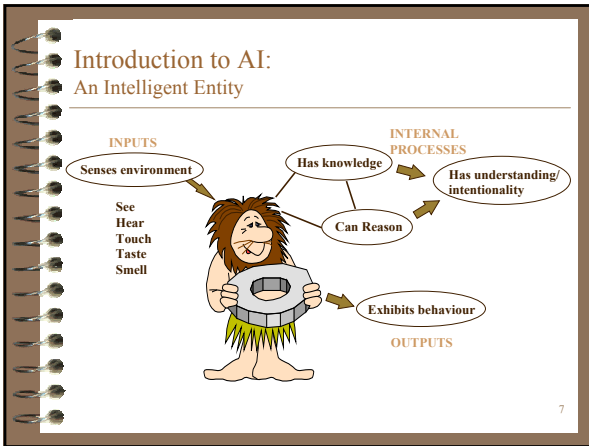 Introduction to AI:
An Intelligent Entity
INPUTS
Senses environment
See
Hear
Touch
Taste
Smell
INTERNAL
PROCESSES
Has knowledge
Can Reason
Has understanding/
intentionality
Exhibits behaviour
OUTPUTS
7